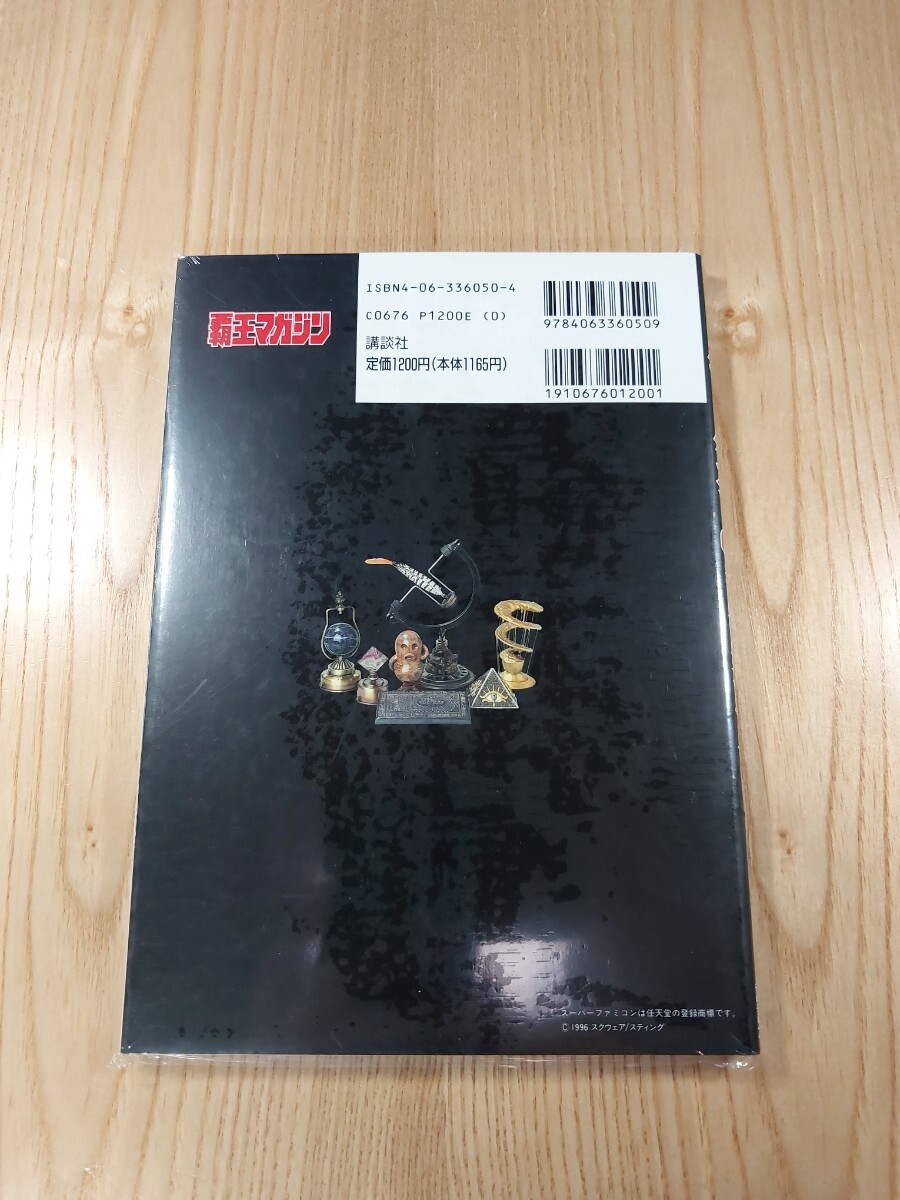 覇王マガジン
ISBN4-06-336050-4
C0676 P1200E (0)
講談社
定価1200円(本体1165円)
9784063360509
1910676012001
スーパーファミコンは任天堂の登録商標です。
© 1996 スクウェア/スティング